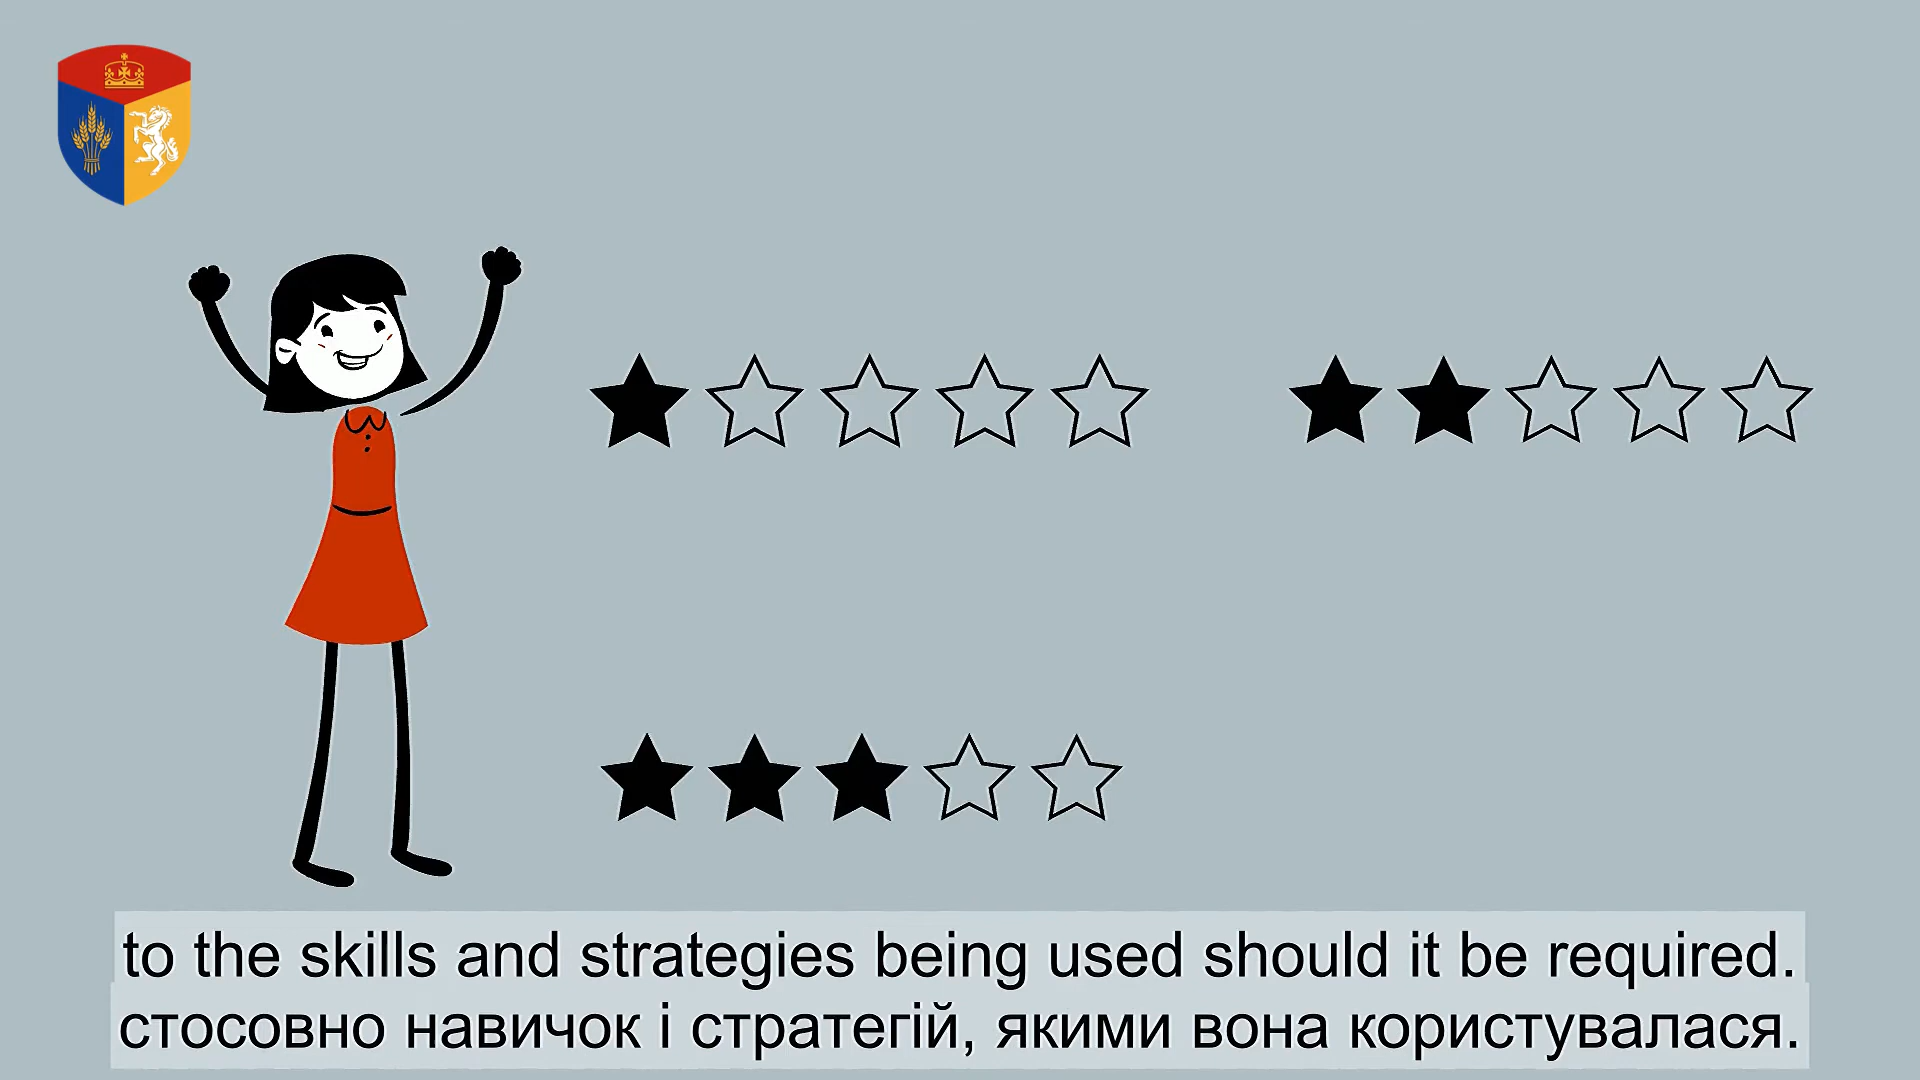 to the skills and strategies being used should it be required.
стосовно навичок і стратегій, якими вона користувалася.